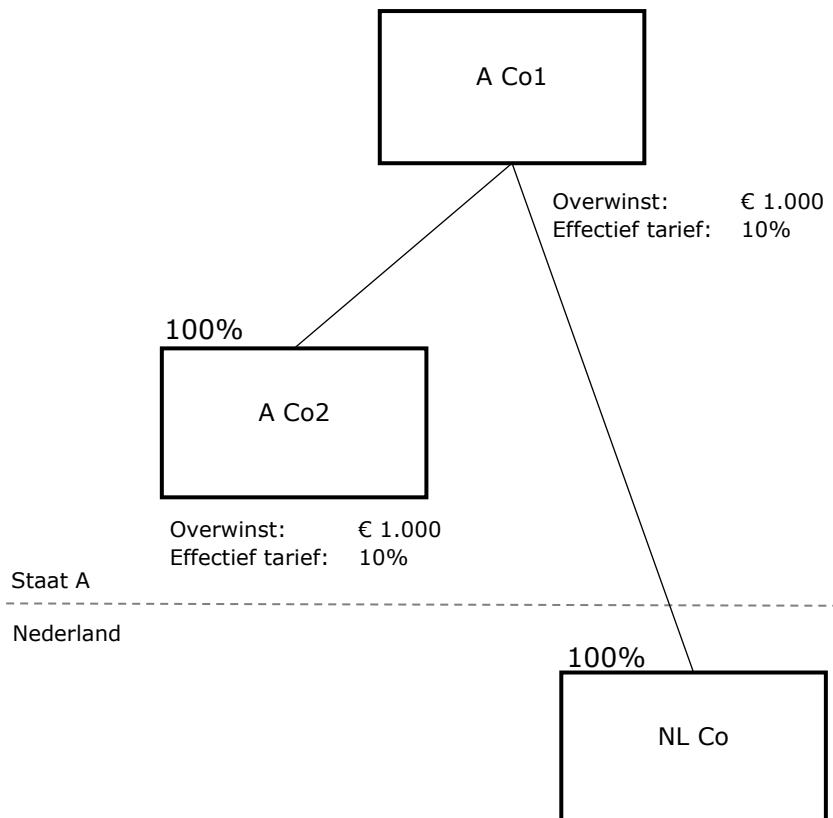 A Co1
Overwinst: € 1.000
Effectief tarief: 10%
100%
A Co2
Overwinst: € 1.000
Effectief tarief: 10%
Staat A
Nederland
100%
NL Co